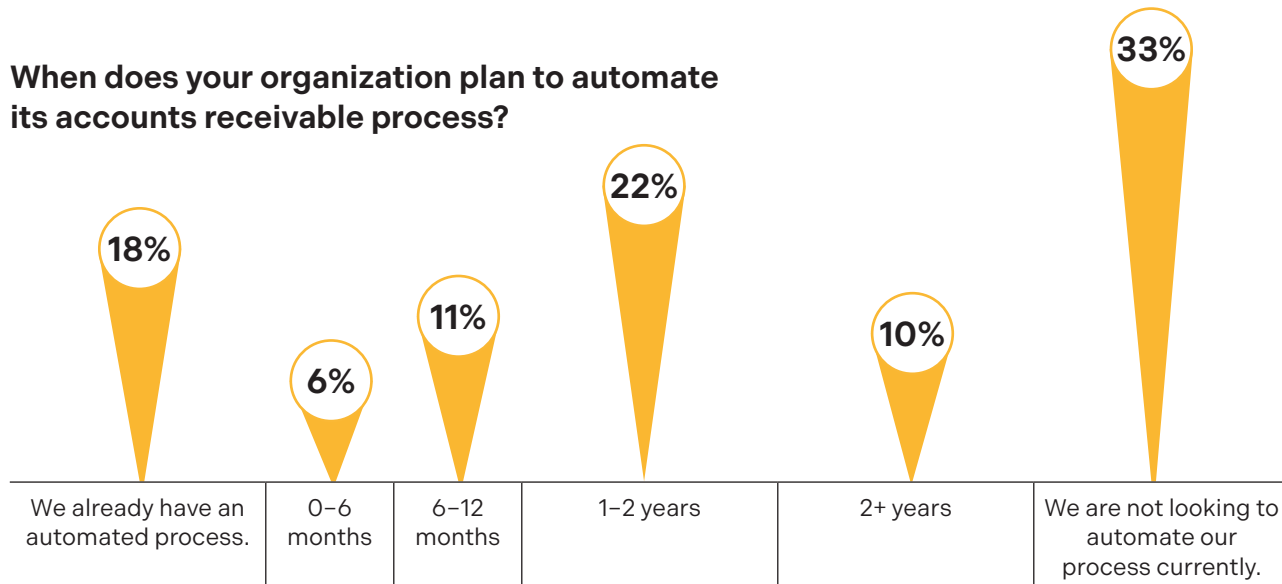 When does your organization plan to automate
its accounts receivable process?
18%
6%
11%
22%
10%
33%
We already have an
automated process.
0–6
months
6–12
months
1–2 years
2+ years
We are not looking to
automate our
process currently.